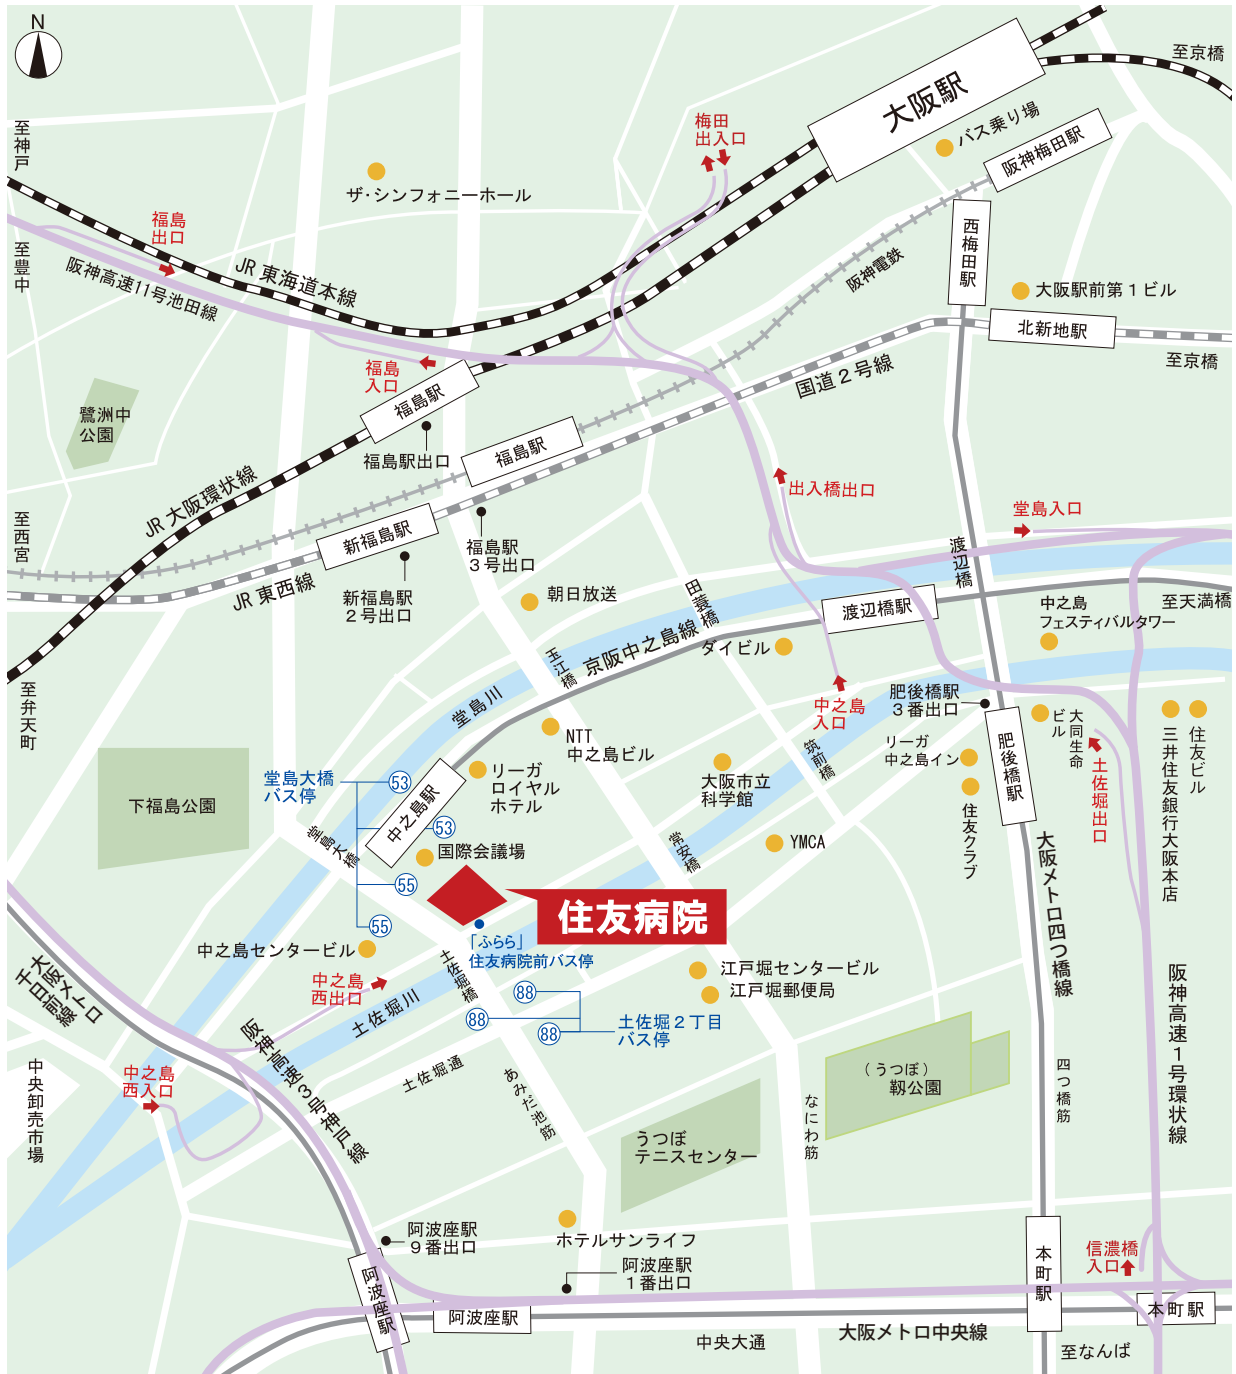 N
大阪駅
至京橋
至神戸
梅田
出入口
バス乗り場
阪神梅田駅
ザ・シンフォニーホール
福島
出口
至豊中
阪神高速11号池田線
JR 東海道本線
西梅田駅
阪神電鉄
大阪駅前第1ビル
北新地駅
至京橋
国道2号線
福島
入口
福島駅
鷺洲中
公園
福島駅出口
福島駅
JR 大阪環状線
出入橋出口
堂島入口
至西宮
新福島駅
福島駅
3号出口
渡辺橋
JR 東西線
新福島駅
2号出口
朝日放送
田蓑橋
渡辺橋駅
中之島
フェスティバルタワー
至天満橋
京阪中之島線
ダイビル
玉江橋
至弁天町
堂島川
中之島
入口
肥後橋駅
3番出口
大同生命
ビル
三井住友銀行大阪本店
住友ビル
NTT
中之島ビル
筑前橋
リーガ
中之島イン
肥後橋駅
土佐堀出口
堂島大橋
バス停
53
リーガ
ロイヤル
ホテル
大阪市立
科学館
下福島公園
中之島駅
53
住友クラブ
堂島大橋
国際会議場
常安橋
YMCA
大阪メトロ四つ橋線
55
住友病院
55
「ふらら」
住友病院前バス停
中之島センタービル
土佐堀橋
大阪メトロ
千日前線
中之島
西出口
江戸堀センタービル
江戸堀郵便局
阪神高速1号環状線
土佐堀川
88
88
88
土佐堀2丁目
バス停
阪神高速3号神戸線
中央卸売市場
中之島
西入口
土佐堀通
あみだ池筋
(うつぼ)
靱公園
四つ橋筋
なにわ筋
うつぼ
テニスセンター
阿波座駅
9番出口
ホテルサンライフ
阿波座駅
阿波座駅
1番出口
本町駅
信濃橋
入口
阿波座駅
本町駅
中央大通
大阪メトロ中央線
至なんば